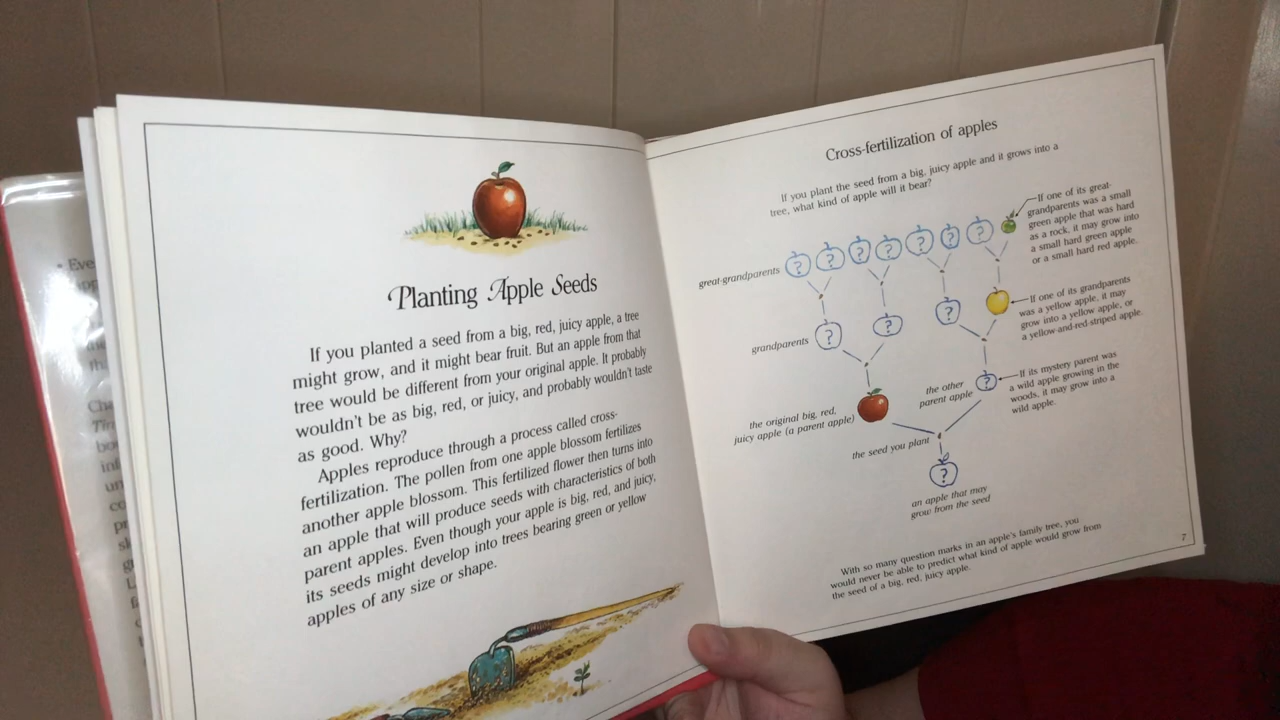 Planting Apple Seeds
If you planted a seed from a big, red, juicy apple, a tree
might grow, and it might bear fruit. But an apple from that
tree would be different from your original apple. It probably
wouldn't be as big, red, or juicy, and probably wouldn't taste
as good. Why?
Apples reproduce through a process called cross-
fertilization. The pollen from one apple blossom fertilizes
another apple blossom. This fertilized flower then turns into
an apple that will produce seeds with characteristics of both
parent apples. Even though your apple is big, red, and juicy,
its seeds might develop into trees bearing green or yellow
apples of any size or shape.
Cross-fertilization of apples
If you plant the seed from a big, juicy apple and it grows into a
tree, what kind of apple will it bear?
great-grandparents
? ? ? ? ? ? ?
If one of its great-
grandparents was a small
green apple that was hard
as a rock, it may grow into
a small hard green apple
or a small hard red apple.
grandparents
? ? ?
If one of its grandparents
was a yellow apple, it may
grow into a yellow apple, or
a yellow-and-red-striped apple.
the original big, red,
juicy apple (a parent apple)
the other
parent apple
?
If its mystery parent was
a wild apple growing in the
woods, it may grow into a
wild apple.
the seed you plant
?
an apple that may
grow from the seed
With so many question marks in an apple's family tree, you
would never be able to predict what kind of apple would grow from
the seed of a big, red, juicy apple.
7